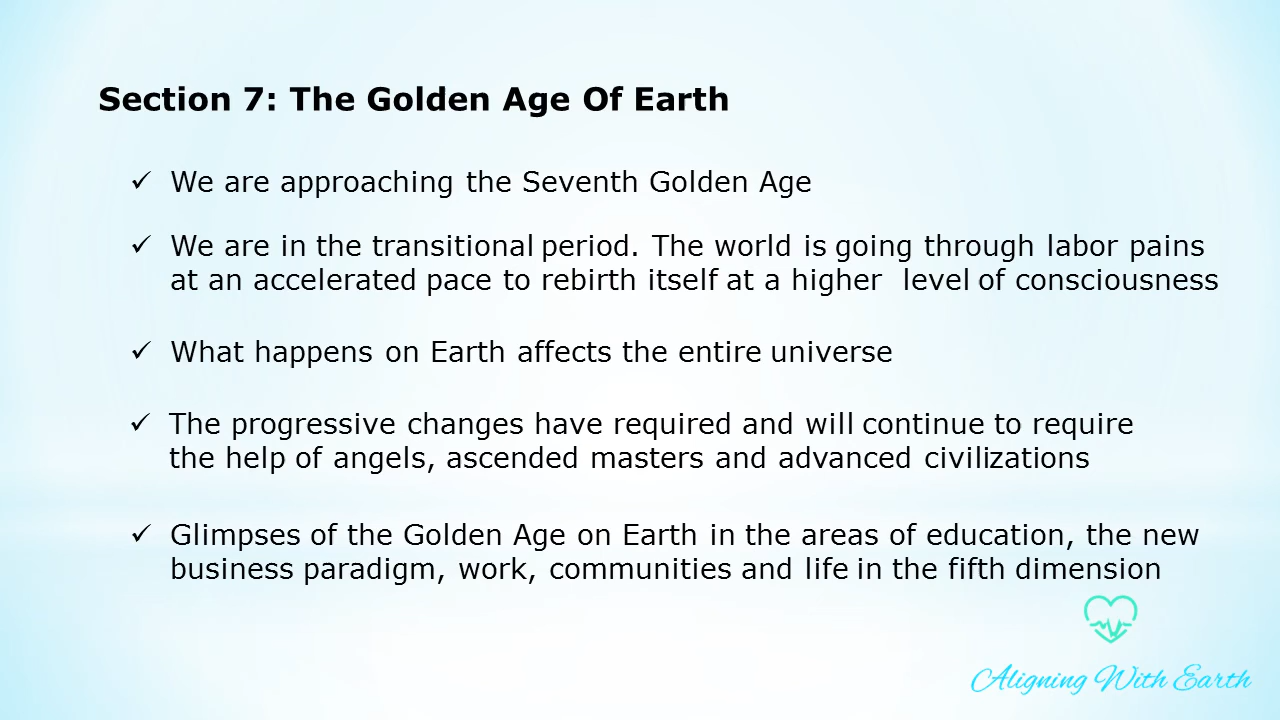 Section 7: The Golden Age Of Earth
✓ We are approaching the Seventh Golden Age
✓ We are in the transitional period. The world is going through labor pains
at an accelerated pace to rebirth itself at a higher  level of consciousness
✓ What happens on Earth affects the entire universe
✓ The progressive changes have required and will continue to require
the help of angels, ascended masters and advanced civilizations
✓ Glimpses of the Golden Age on Earth in the areas of education, the new
business paradigm, work, communities and life in the fifth dimension
Aligning With Earth